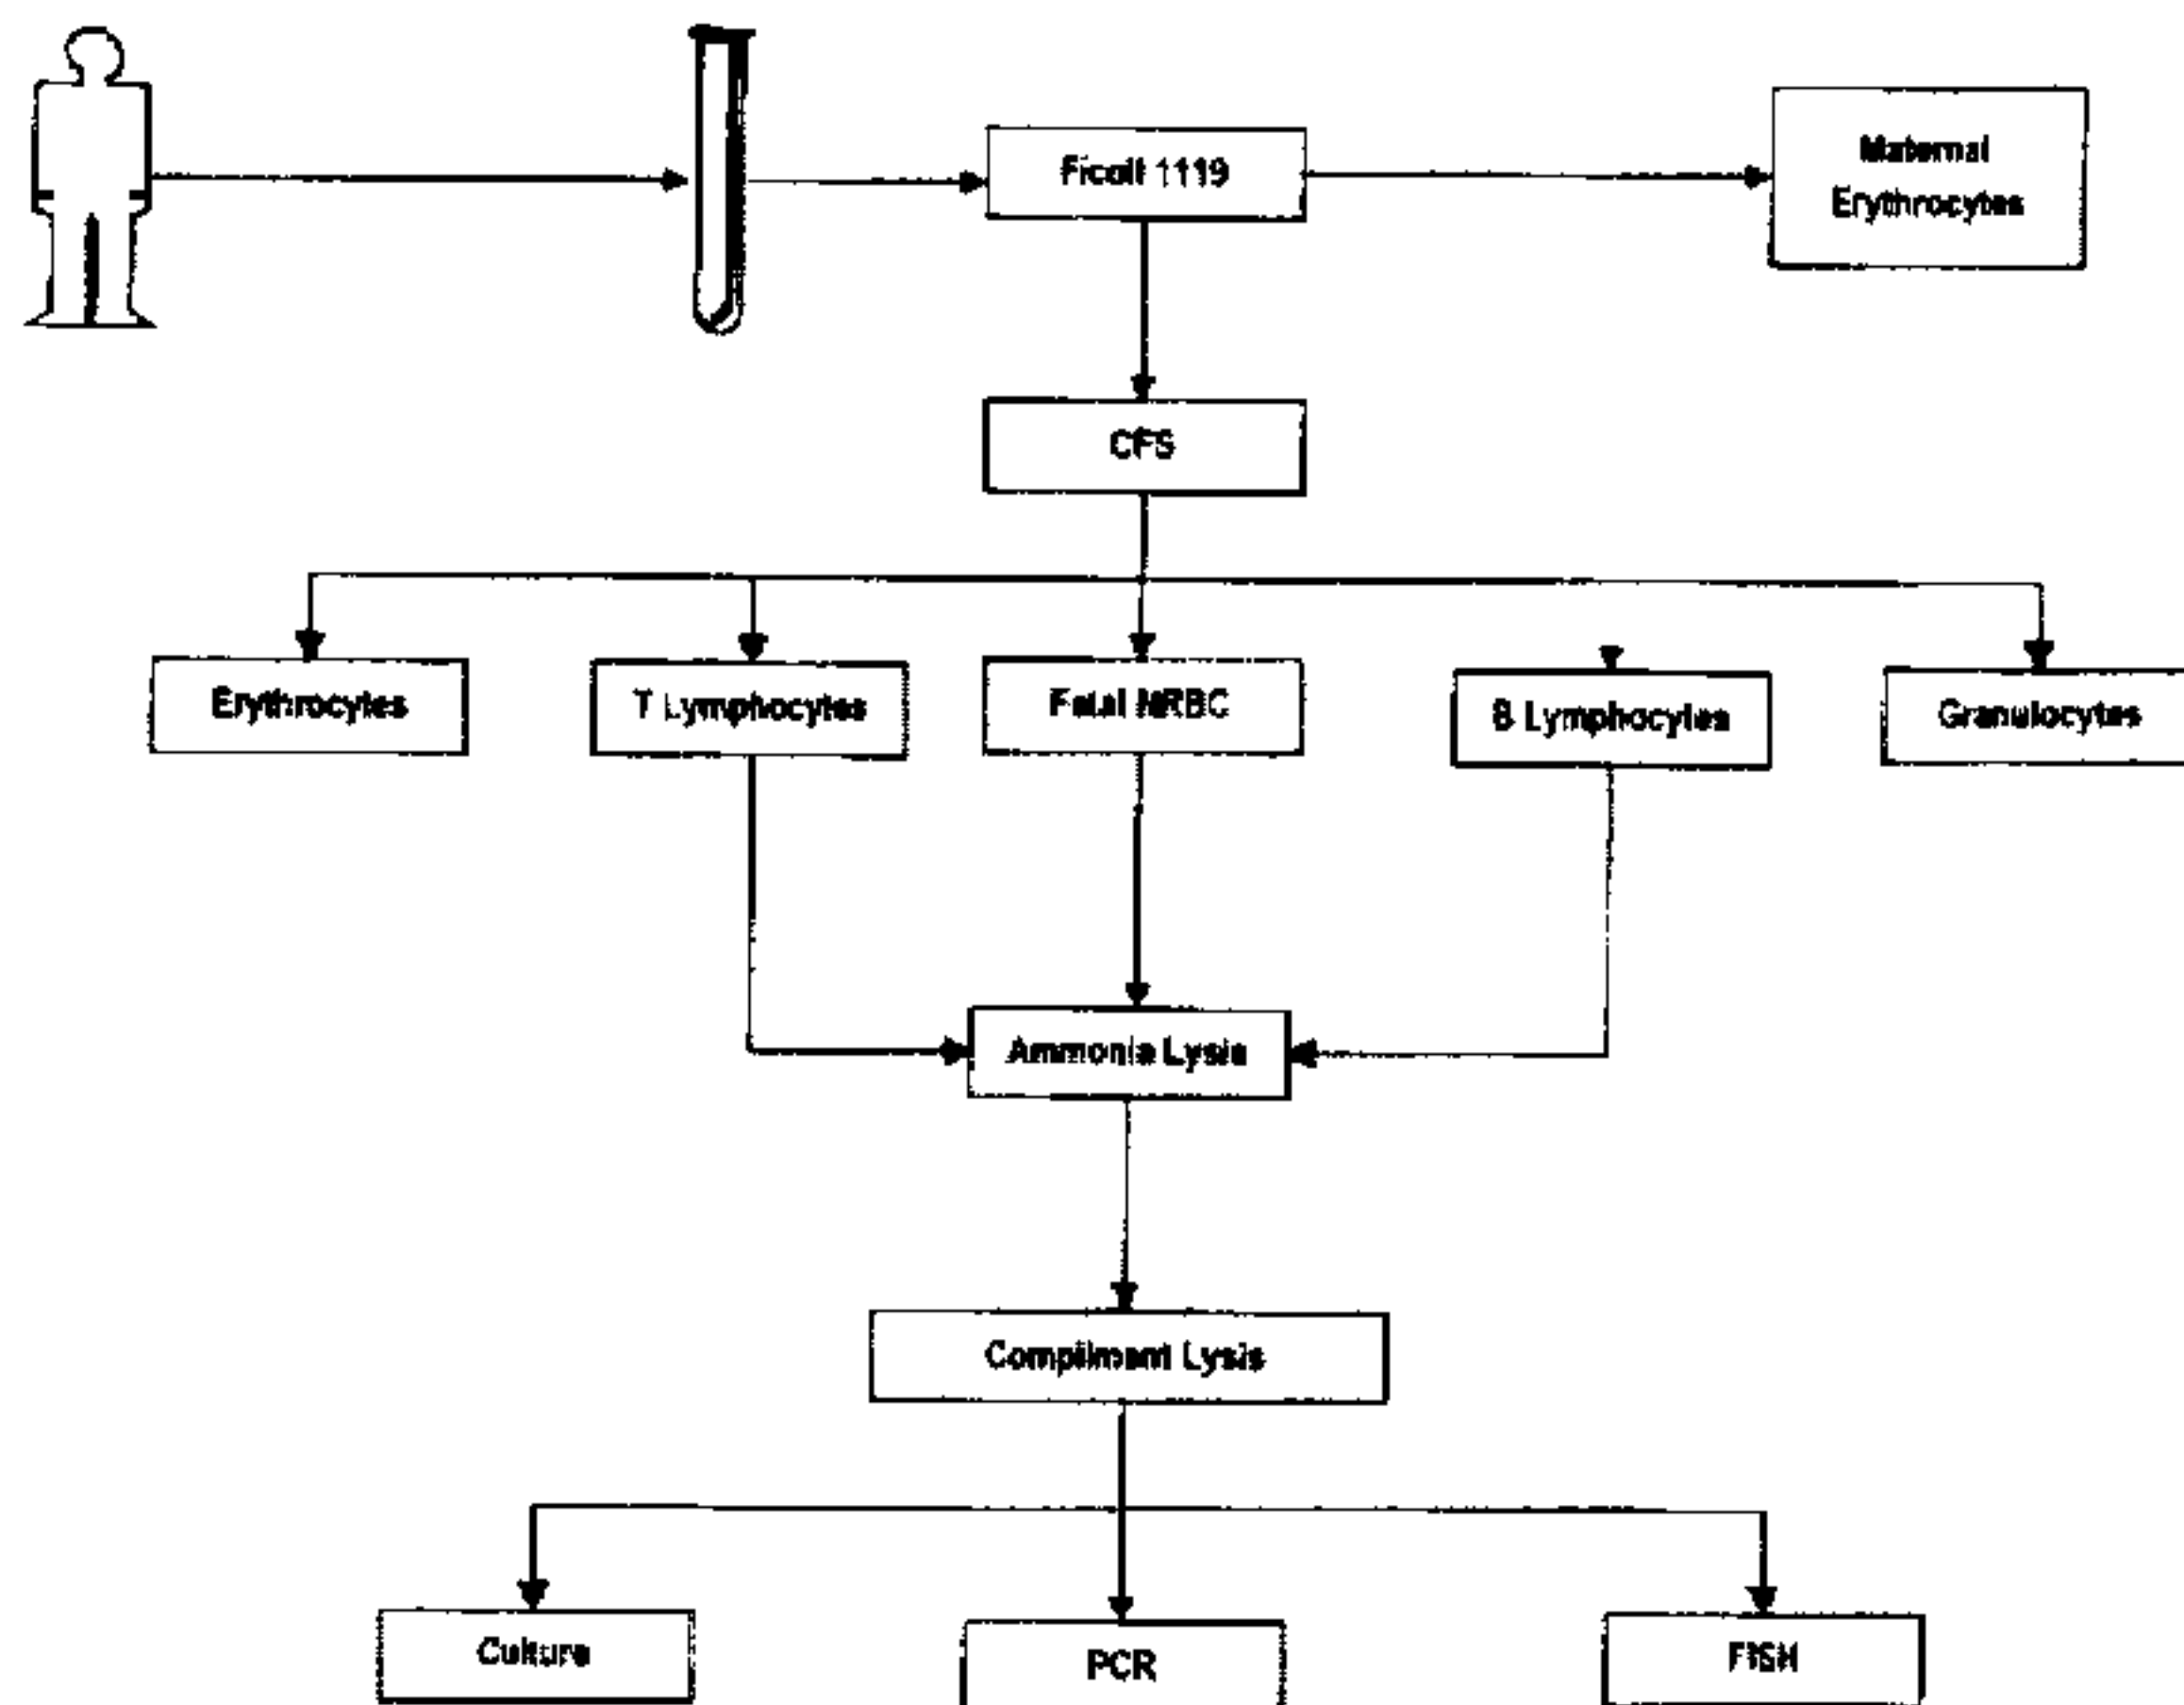 Ficoll 1119
Maternal
Erythrocytes
CFS
Erythrocytes
T Lymphocytes
Fetal NRBC
B Lymphocytes
Granulocytes
Ammonia Lysis
Compliment Lysis
Culture
PCR
FISH